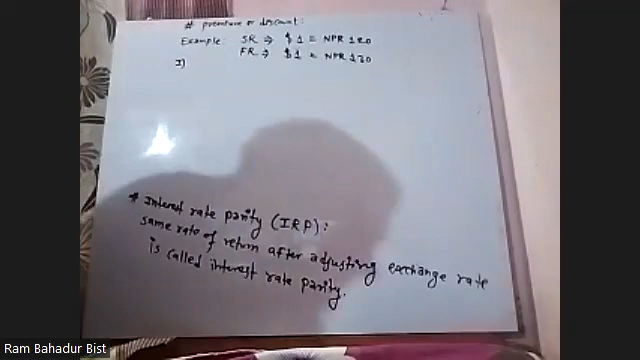 # premium or discount:
Example: SR ⇒ $1 = NPR 120
FR ⇒ $1 = NPR 130
I)
* Interest rate parity (IRP):
same rate of return after adjusting exchange rate
is called interest rate parity.
Ram Bahadur Bist